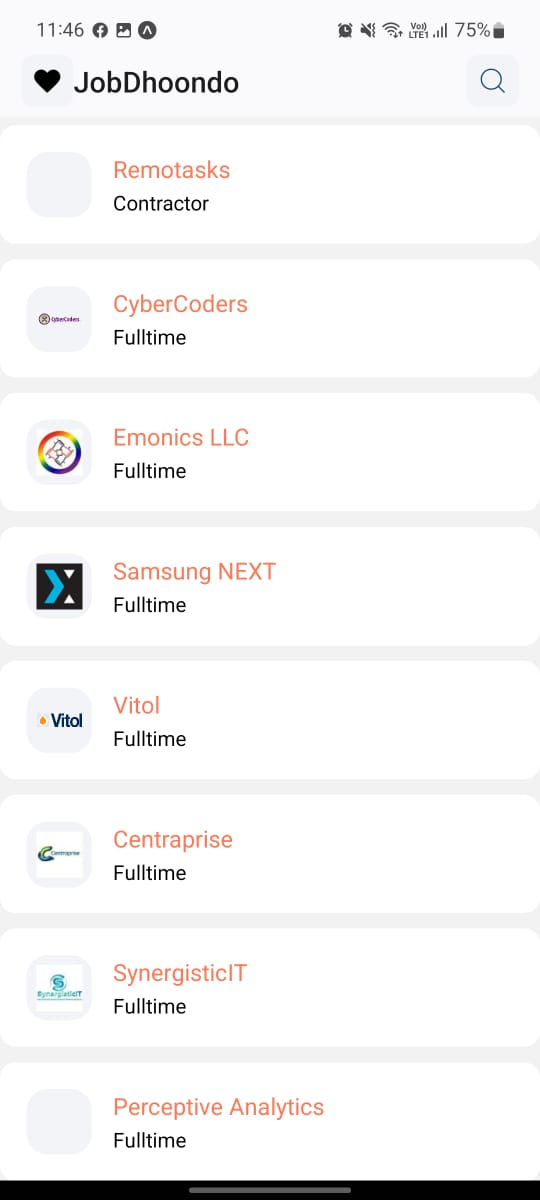 11:46 Vo)) LTE1 75%
JobDhoondo
Remotasks
Contractor
CyberCoders
CyberCoders
Fulltime
Emonics LLC
Fulltime
Samsung NEXT
Fulltime
Vitol
Vitol
Fulltime
Centraprise
Centraprise
Fulltime
SynergisticIT
SynergisticIT
Fulltime
Perceptive Analytics
Fulltime